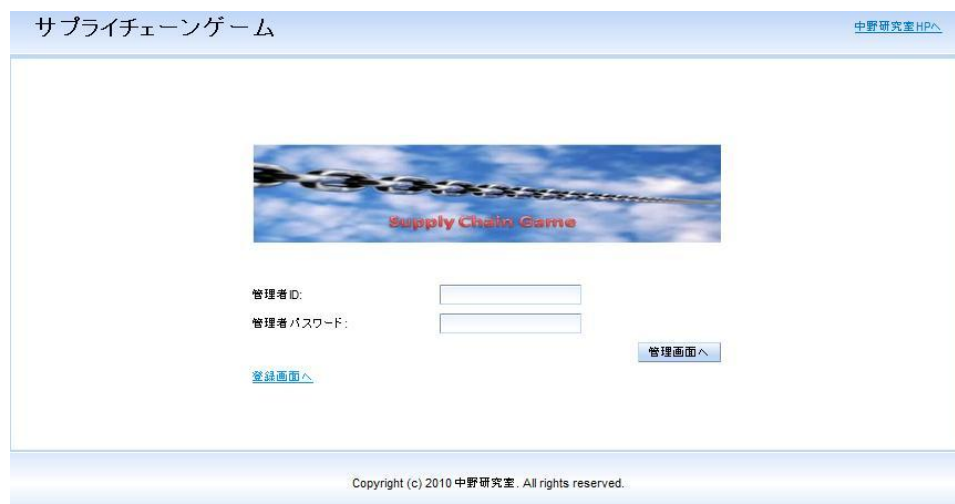 サプライチェーンゲーム
中野研究室HPへ
Supply Chain Game
管理者ID:
管理者パスワード:
管理画面へ
登録画面へ
Copyright (c) 2010 中野研究室. All rights reserved.